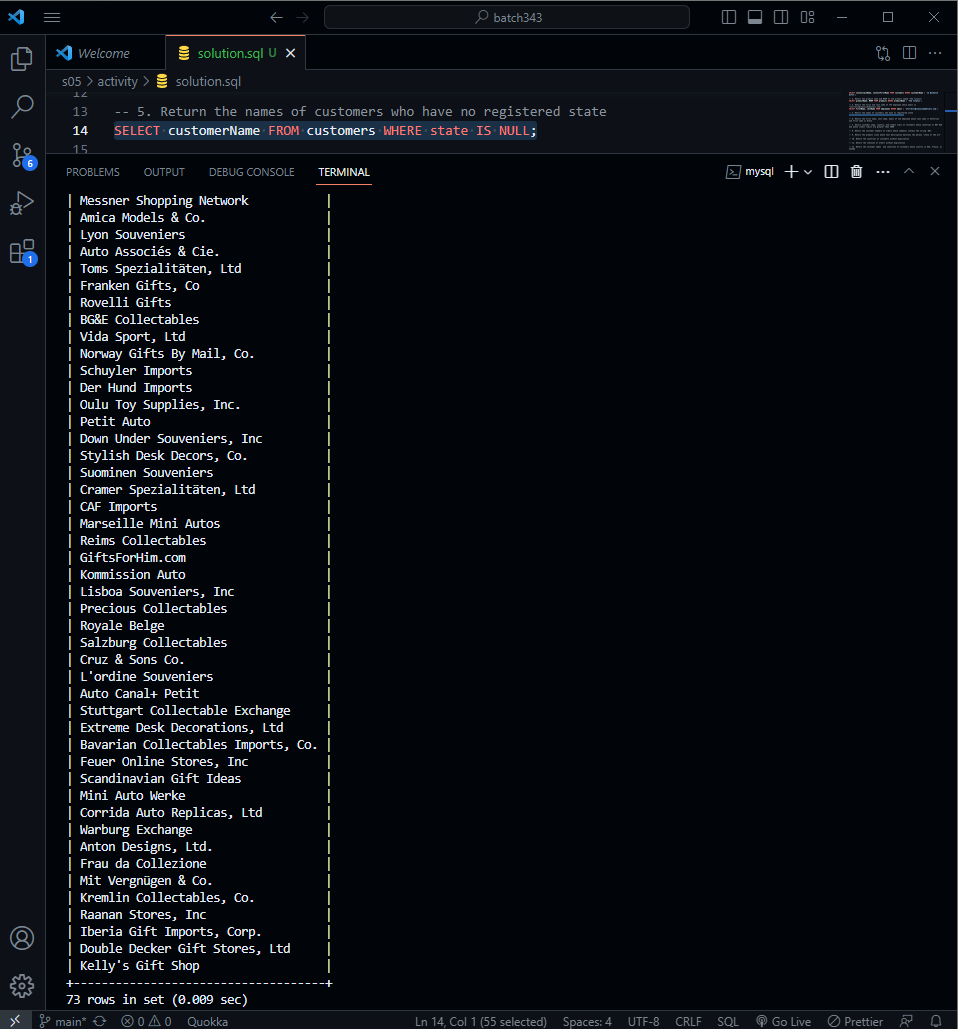 batch343
Welcome
solution.sql U
s05 > activity > solution.sql
12
13 -- 5. Return the names of customers who have no registered state
14 SELECT customerName FROM customers WHERE state IS NULL;
15
PROBLEMS OUTPUT DEBUG CONSOLE TERMINAL mysql
| Messner Shopping Network |
| Amica Models & Co. |
| Lyon Souveniers |
| Auto Associés & Cie. |
| Toms Spezialitäten, Ltd |
| Franken Gifts, Co |
| Rovelli Gifts |
| BG&E Collectables |
| Vida Sport, Ltd |
| Norway Gifts By Mail, Co. |
| Schuyler Imports |
| Der Hund Imports |
| Oulu Toy Supplies, Inc. |
| Petit Auto |
| Down Under Souveniers, Inc |
| Stylish Desk Decors, Co. |
| Suominen Souveniers |
| Cramer Spezialitäten, Ltd |
| CAF Imports |
| Marseille Mini Autos |
| Reims Collectables |
| GiftsForHim.com |
| Kommission Auto |
| Lisboa Souveniers, Inc |
| Precious Collectables |
| Royale Belge |
| Salzburg Collectables |
| Cruz & Sons Co. |
| L'ordine Souveniers |
| Auto Canal+ Petit |
| Stuttgart Collectable Exchange |
| Extreme Desk Decorations, Ltd |
| Bavarian Collectables Imports, Co. |
| Feuer Online Stores, Inc |
| Scandinavian Gift Ideas |
| Mini Auto Werke |
| Corrida Auto Replicas, Ltd |
| Warburg Exchange |
| Anton Designs, Ltd. |
| Frau da Collezione |
| Mit Vergnügen & Co. |
| Kremlin Collectables, Co. |
| Raanan Stores, Inc |
| Iberia Gift Imports, Corp. |
| Double Decker Gift Stores, Ltd |
| Kelly's Gift Shop |
+------------------------------------+
73 rows in set (0.009 sec)
6
1
main* 0 0 Quokka Ln 14, Col 1 (55 selected) Spaces: 4 UTF-8 CRLF SQL Go Live Prettier